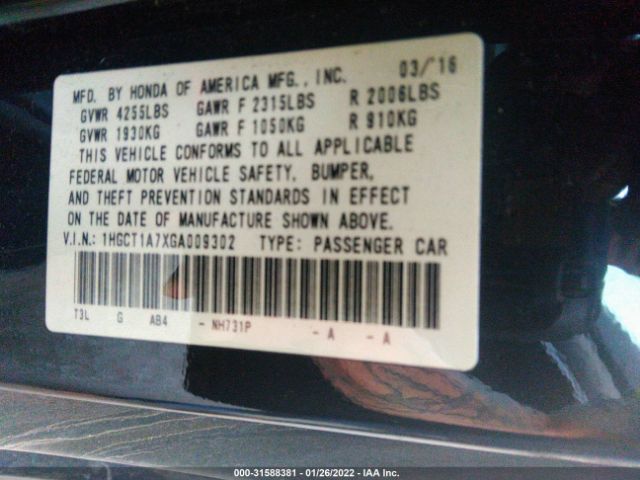 MFD. BY HONDA OF AMERICA MFG., INC. 03/'16
GVWR 4255LBS GAWR F 2315LBS R 2006LBS
GVWR 1930KG GAWR F 1050KG R 910KG
THIS VEHICLE CONFORMS TO ALL APPLICABLE
FEDERAL MOTOR VEHICLE SAFETY, BUMPER,
AND THEFT PREVENTION STANDARDS IN EFFECT
ON THE DATE OF MANUFACTURE SHOWN ABOVE.
V.I.N.: 1HGCT1A7XGA009302 TYPE: PASSENGER CAR
T3L G AB4 - NH731P - A - A
000-31588381 - 01/26/2022 - IAA Inc.